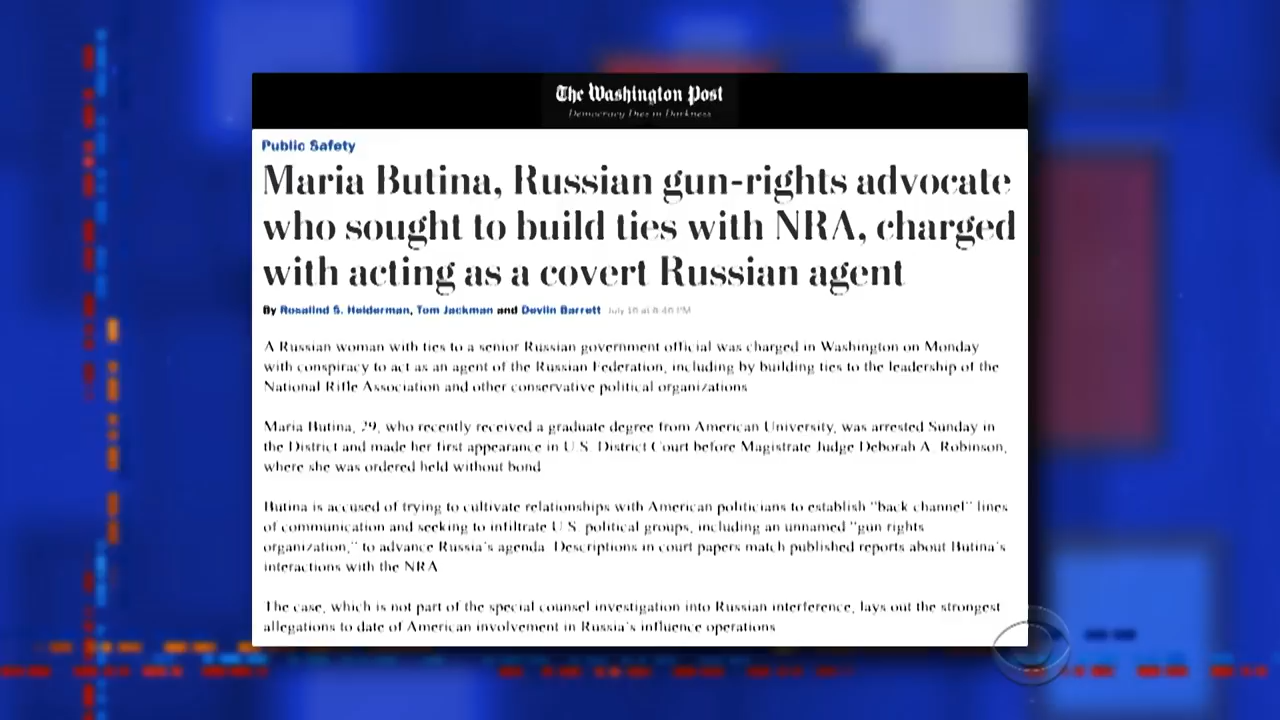 The Washington Post
Democracy Dies in Darkness
Public Safety
Maria Butina, Russian gun-rights advocate
who sought to build ties with NRA, charged
with acting as a covert Russian agent
By Rosalind S. Helderman, Tom Jackman and Devlin Barrett July 16 at 8:40 PM
A Russian woman with ties to a senior Russian government official was charged in Washington on Monday
with conspiracy to act as an agent of the Russian Federation, including by building ties to the leadership of the
National Rifle Association and other conservative political organizations
Maria Butina, 29, who recently received a graduate degree from American University, was arrested Sunday in
the District and made her first appearance in U.S. District Court before Magistrate Judge Deborah A. Robinson,
where she was ordered held without bond
Butina is accused of trying to cultivate relationships with American politicians to establish "back channel" lines
of communication and seeking to infiltrate U.S. political groups, including an unnamed "gun rights
organization," to advance Russia's agenda. Descriptions in court papers match published reports about Butina's
interactions with the NRA
The case, which is not part of the special counsel investigation into Russian interference, lays out the strongest
allegations to date of American involvement in Russia's influence operations